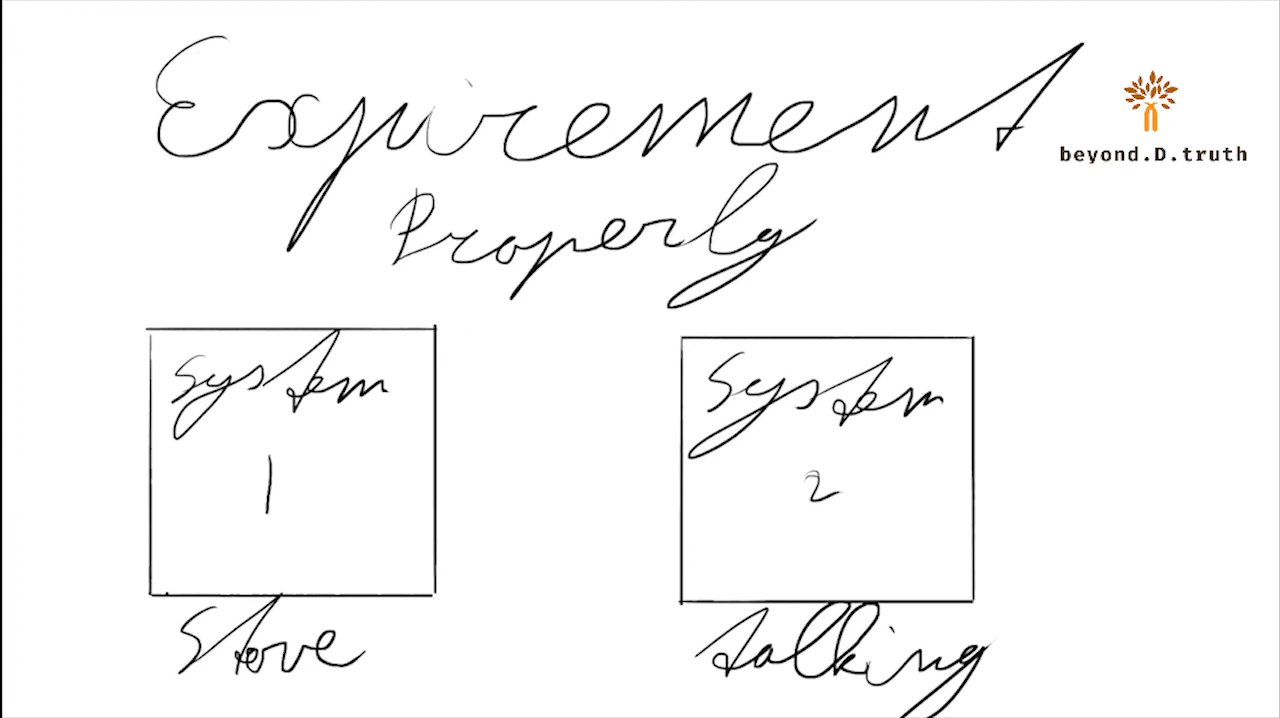 Expirement
beyond.D.truth
Properly
System
1
System
2
Stove
talking